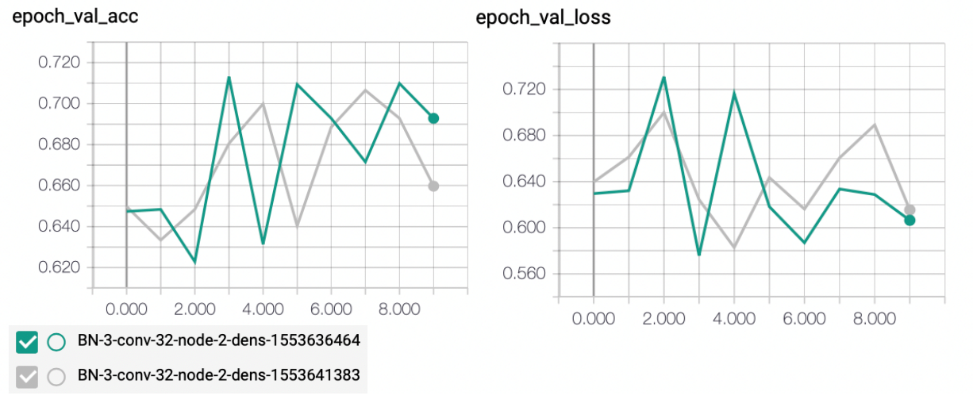 epoch_val_acc
0.720
0.700
0.680
0.660
0.640
0.620
0.000 2.000 4.000 6.000 8.000
epoch_val_loss
0.720
0.680
0.640
0.600
0.560
0.000 2.000 4.000 6.000 8.000
BN-3-conv-32-node-2-dens-1553636464
BN-3-conv-32-node-2-dens-1553641383